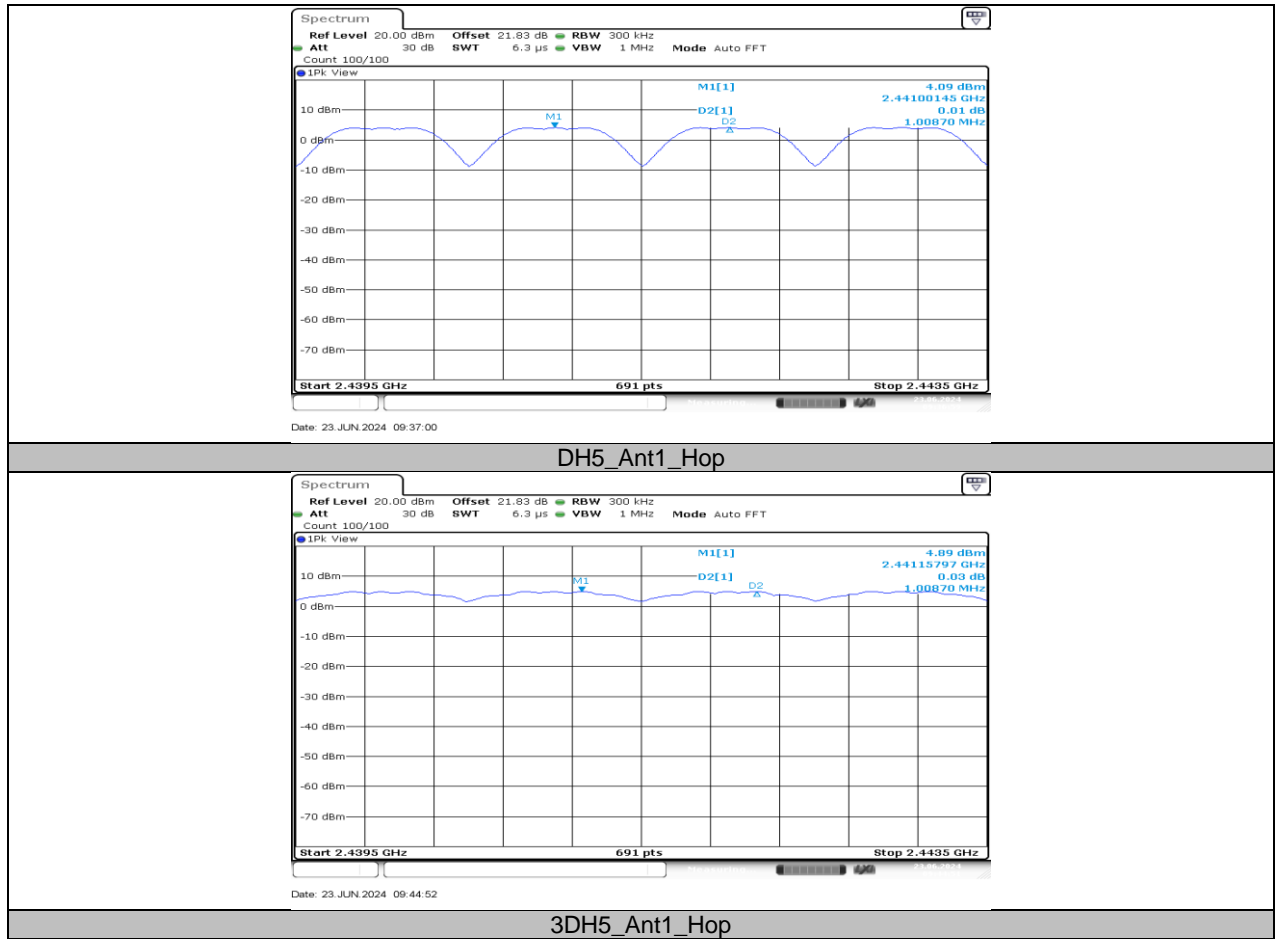 Spectrum
Ref Level 20.00 dBm Offset 21.83 dB RBW 300 kHz
Att 30 dB SWT 6.3 µs VBW 1 MHz Mode Auto FFT
Count 100/100
1Pk View
M1[1] 4.09 dBm
2.44100145 GHz
10 dBm D2[1] 0.01 dB
M1 D2 1.00870 MHz
0 dBm
-10 dBm
-20 dBm
-30 dBm
-40 dBm
-50 dBm
-60 dBm
-70 dBm
Start 2.4395 GHz 691 pts Stop 2.4435 GHz
Date: 23.JUN.2024 09:37:00
DH5_Ant1_Hop
Spectrum
Ref Level 20.00 dBm Offset 21.83 dB RBW 300 kHz
Att 30 dB SWT 6.3 µs VBW 1 MHz Mode Auto FFT
Count 100/100
1Pk View
M1[1] 4.89 dBm
2.44115797 GHz
10 dBm D2[1] 0.03 dB
M1 D2 1.00870 MHz
0 dBm
-10 dBm
-20 dBm
-30 dBm
-40 dBm
-50 dBm
-60 dBm
-70 dBm
Start 2.4395 GHz 691 pts Stop 2.4435 GHz
Date: 23.JUN.2024 09:44:52
3DH5_Ant1_Hop